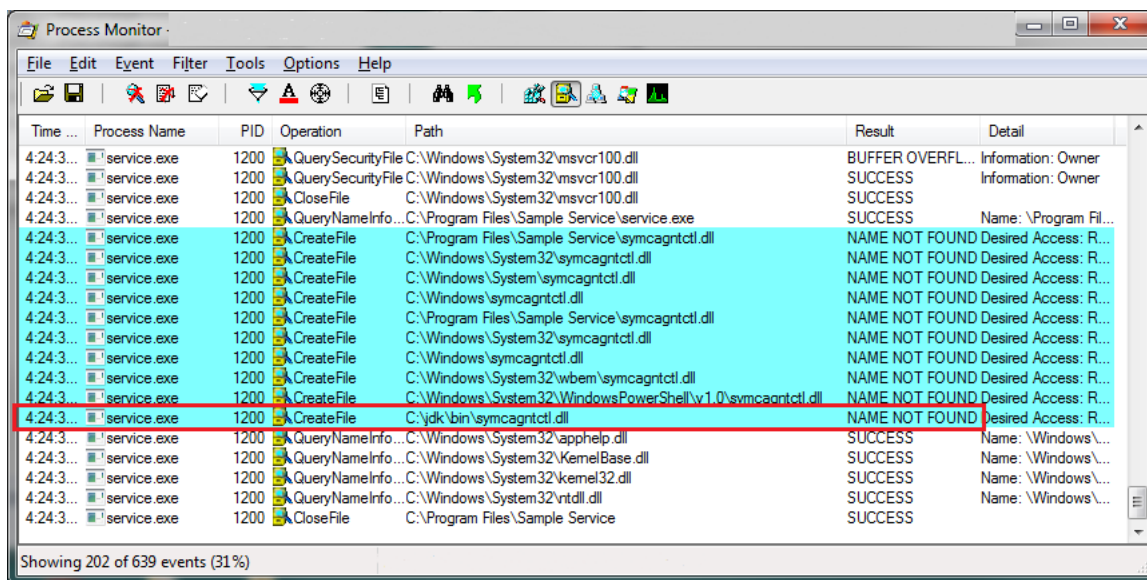 Process Monitor -
File Edit Event Filter Tools Options Help
Time ... Process Name PID Operation Path Result Detail
4:24:3... service.exe 1200 QuerySecurityFile C:\Windows\System32\msvcr100.dll BUFFER OVERFL... Information: Owner
4:24:3... service.exe 1200 QuerySecurityFile C:\Windows\System32\msvcr100.dll SUCCESS Information: Owner
4:24:3... service.exe 1200 CloseFile C:\Windows\System32\msvcr100.dll SUCCESS
4:24:3... service.exe 1200 QueryNameInfo... C:\Program Files\Sample Service\service.exe SUCCESS Name: \Program Fil...
4:24:3... service.exe 1200 CreateFile C:\Program Files\Sample Service\symcagntctl.dll NAME NOT FOUND Desired Access: R...
4:24:3... service.exe 1200 CreateFile C:\Windows\System32\symcagntctl.dll NAME NOT FOUND Desired Access: R...
4:24:3... service.exe 1200 CreateFile C:\Windows\System\symcagntctl.dll NAME NOT FOUND Desired Access: R...
4:24:3... service.exe 1200 CreateFile C:\Windows\symcagntctl.dll NAME NOT FOUND Desired Access: R...
4:24:3... service.exe 1200 CreateFile C:\Program Files\Sample Service\symcagntctl.dll NAME NOT FOUND Desired Access: R...
4:24:3... service.exe 1200 CreateFile C:\Windows\System32\symcagntctl.dll NAME NOT FOUND Desired Access: R...
4:24:3... service.exe 1200 CreateFile C:\Windows\symcagntctl.dll NAME NOT FOUND Desired Access: R...
4:24:3... service.exe 1200 CreateFile C:\Windows\System32\wbem\symcagntctl.dll NAME NOT FOUND Desired Access: R...
4:24:3... service.exe 1200 CreateFile C:\Windows\System32\WindowsPowerShell\v1.0\symcagntctl.dll NAME NOT FOUND Desired Access: R...
4:24:3... service.exe 1200 CreateFile C:\jdk\bin\symcagntctl.dll NAME NOT FOUND Desired Access: R...
4:24:3... service.exe 1200 QueryNameInfo... C:\Windows\System32\apphelp.dll SUCCESS Name: \Windows\...
4:24:3... service.exe 1200 QueryNameInfo... C:\Windows\System32\KernelBase.dll SUCCESS Name: \Windows\...
4:24:3... service.exe 1200 QueryNameInfo... C:\Windows\System32\kernel32.dll SUCCESS Name: \Windows\...
4:24:3... service.exe 1200 QueryNameInfo... C:\Windows\System32\ntdll.dll SUCCESS Name: \Windows\...
4:24:3... service.exe 1200 CloseFile C:\Program Files\Sample Service SUCCESS
Showing 202 of 639 events (31%)